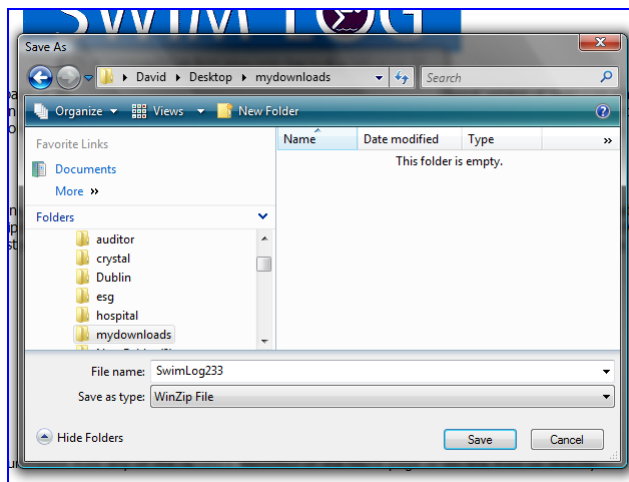 SWIM LOG
Save As
David Desktop mydownloads Search
Organize Views New Folder
Favorite Links
Documents
More »
Folders
auditor
crystal
Dublin
esg
hospital
mydownloads
Name Date modified Type »
This folder is empty.
File name: SwimLog233
Save as type: WinZip File
Hide Folders Save Cancel